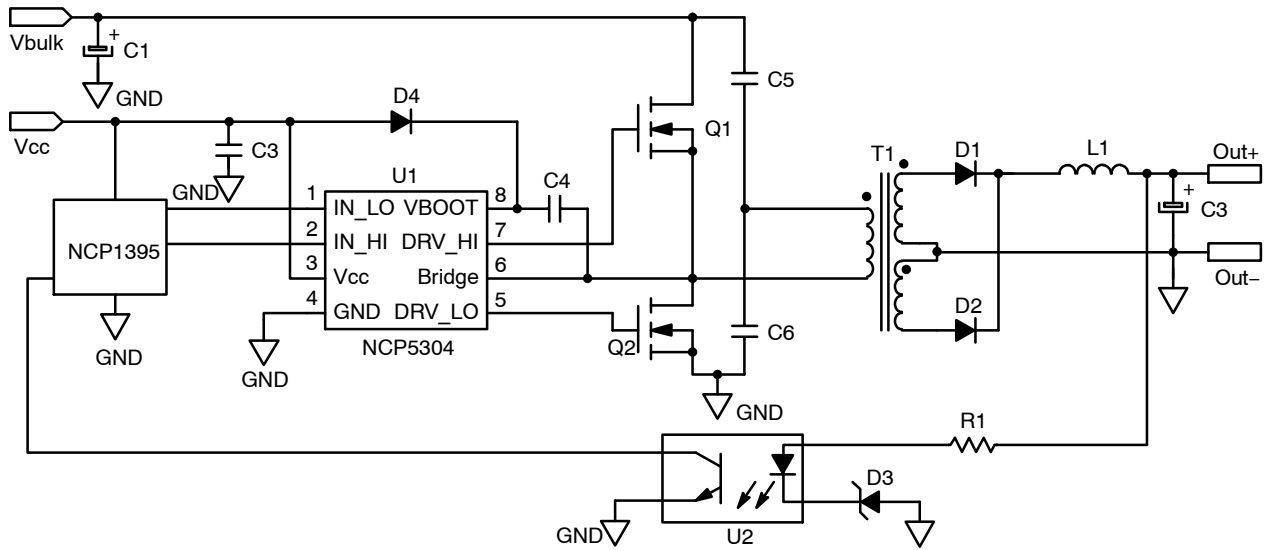 Vbulk
+
C1
GND
C5
D4
Vcc
C3
Q1
GND
U1
C4
T1
D1
L1
Out+
+
C3
1 IN_LO VBOOT 8
2 IN_HI DRV_HI 7
NCP1395
3 Vcc Bridge 6
4 GND DRV_LO 5
Out−
D2
C6
Q2
NCP5304
GND
GND
GND
R1
D3
GND
U2